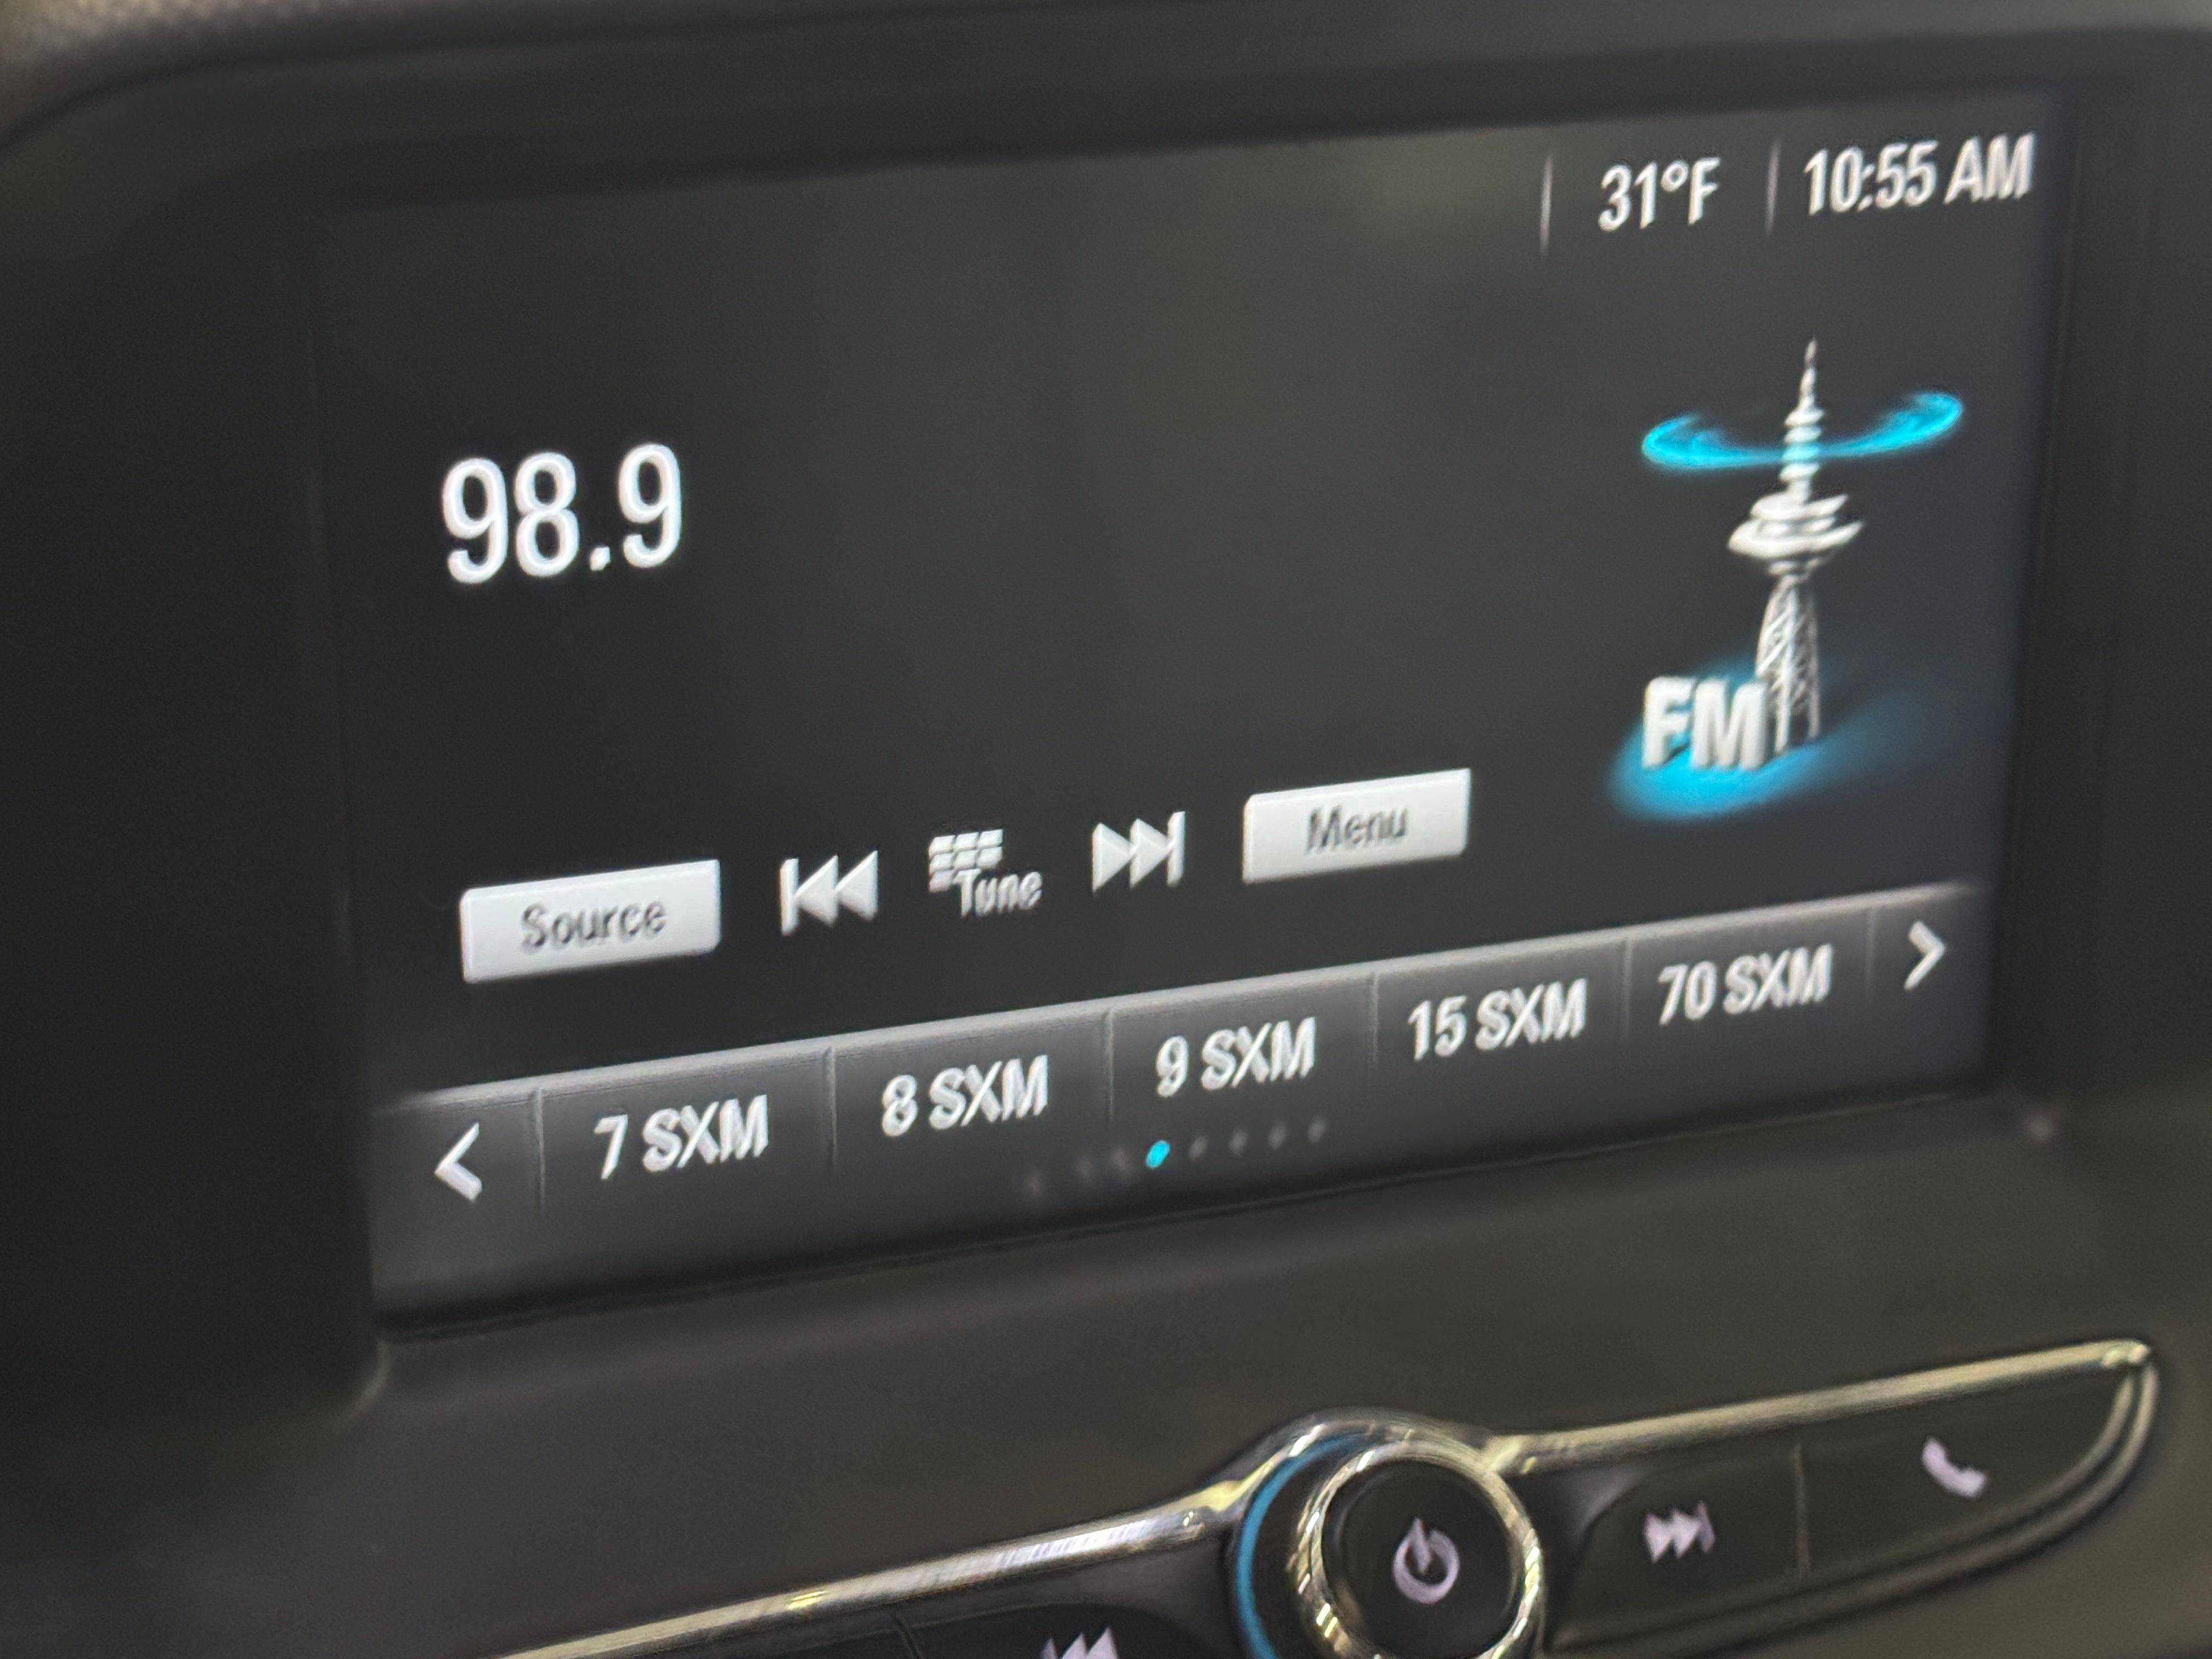 31°F 10:55 AM
98.9
FM
Source Tune Menu
7 SXM 8 SXM 9 SXM 15 SXM 70 SXM